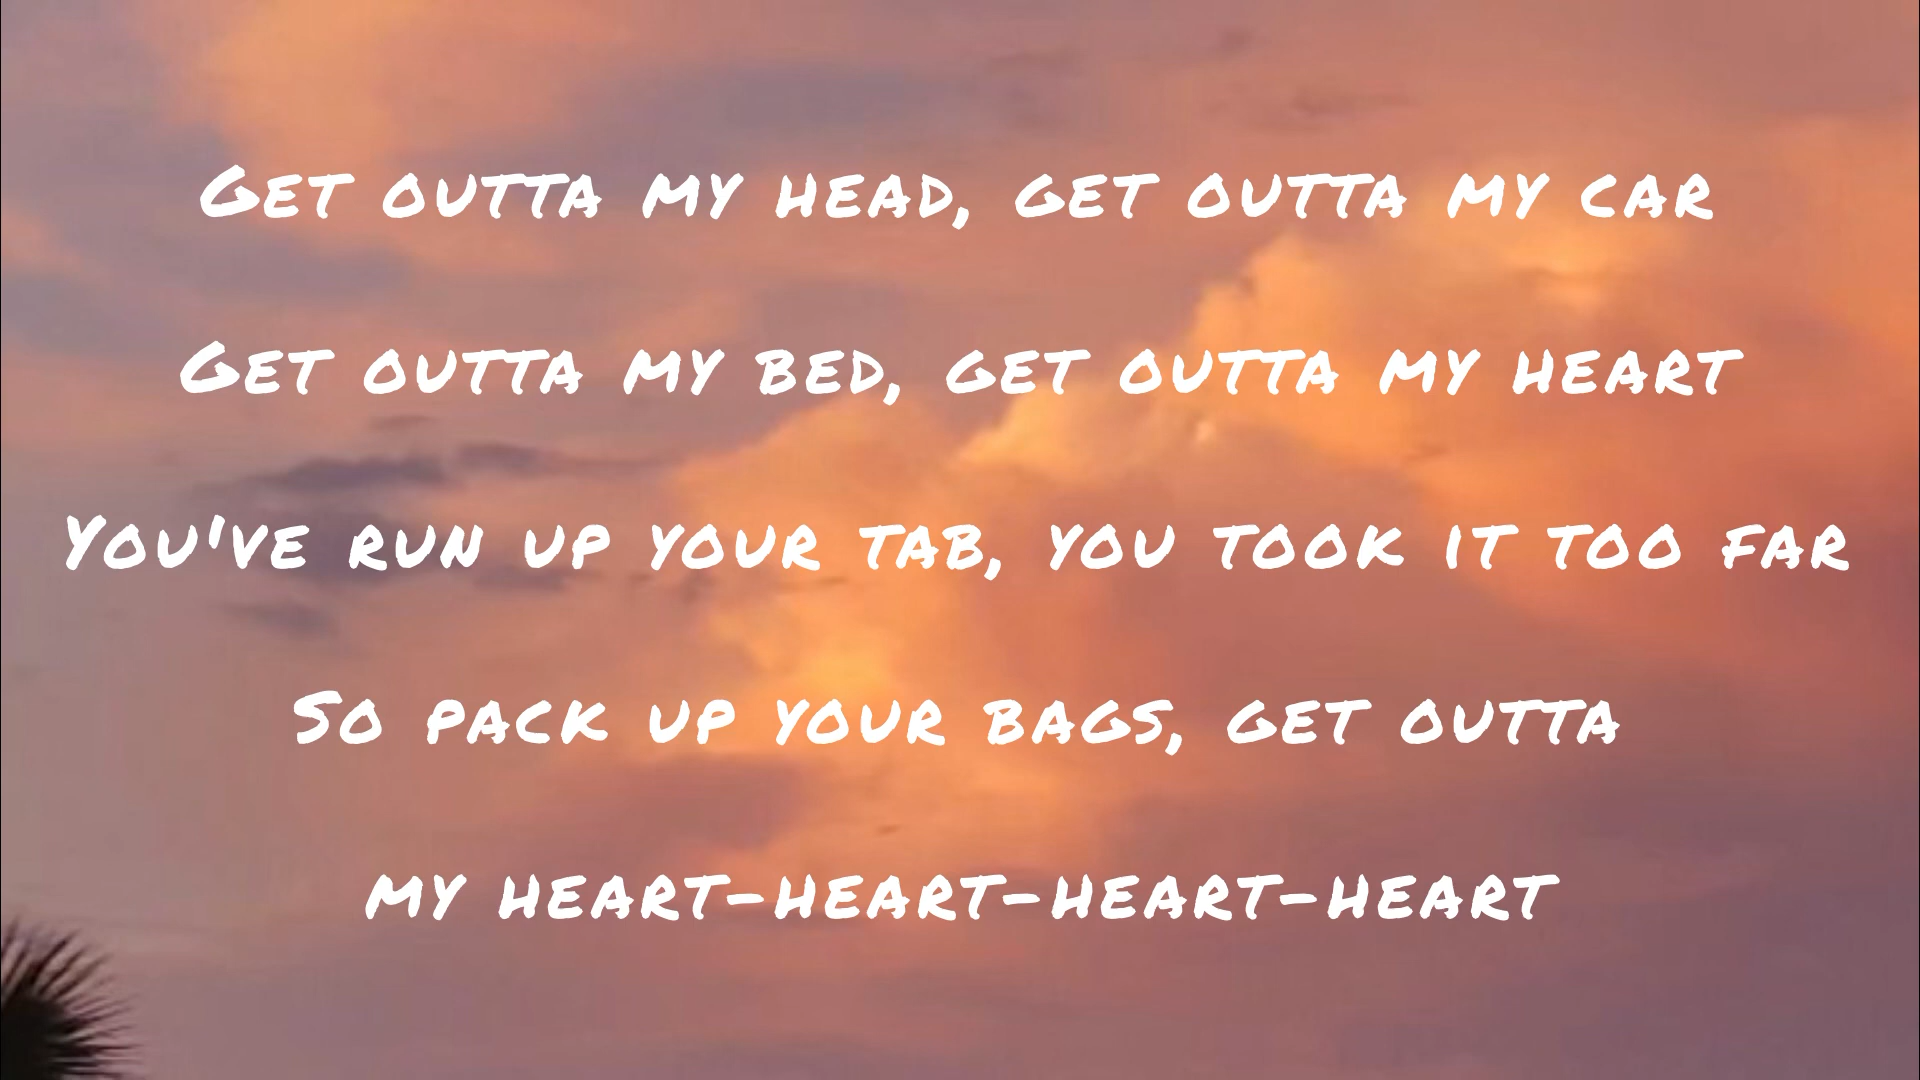 Get outta my head, get outta my car
Get outta my bed, get outta my heart
You've run up your tab, you took it too far
So pack up your bags, get outta
my heart-heart-heart-heart